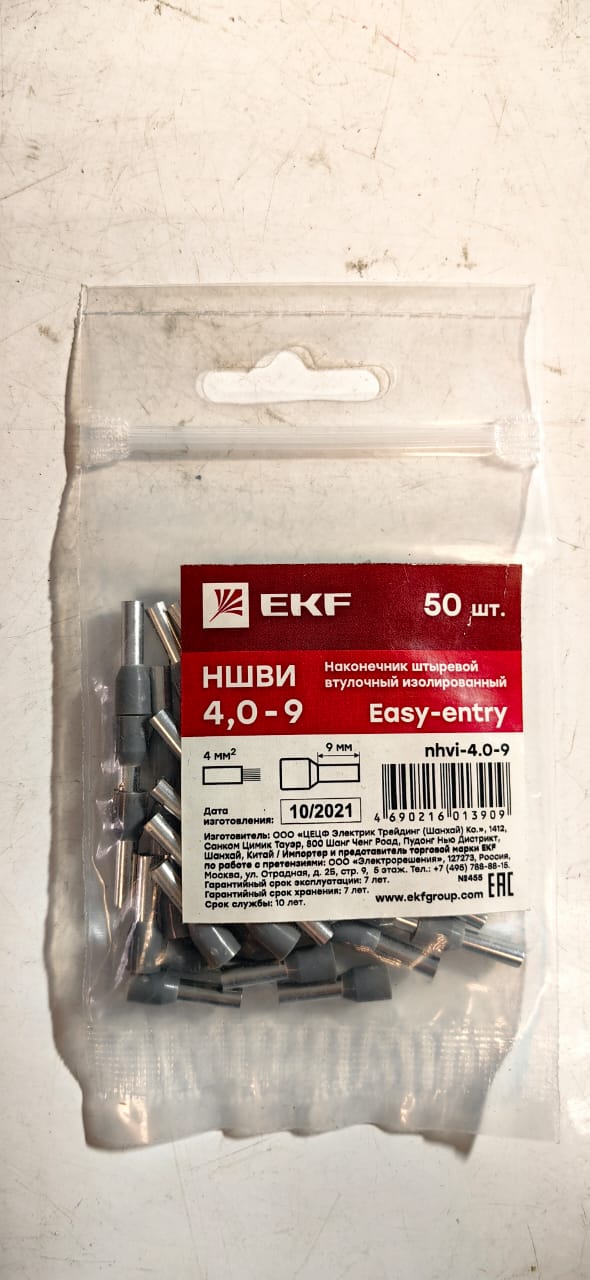 EKF
50 шт.
НШВИ
4,0 - 9
Наконечник штыревой
втулочный изолированный
Easy-entry
4 мм²
9 мм
nhvi-4.0-9
Дата
изготовления:
10/2021
4 690216 013909
Изготовитель: ООО «ЦЕЦФ Электрик Трейдинг (Шанхай) Ко.», 1412,
Санком Цимик Тауэр, 800 Шанг Ченг Роад, Пудонг Нью Дистрикт,
Шанхай, Китай / Импортер и представитель торговой марки EKF
по работе с претензиями: ООО «Электрорешения», 127273, Россия,
Москва, ул. Отрадная, д. 2Б, стр. 9, 5 этаж. Тел.: +7 (495) 788-88-15.
Гарантийный срок эксплуатации: 7 лет.
№455
Гарантийный срок хранения: 7 лет.
Срок службы: 10 лет.
www.ekfgroup.com
EAC